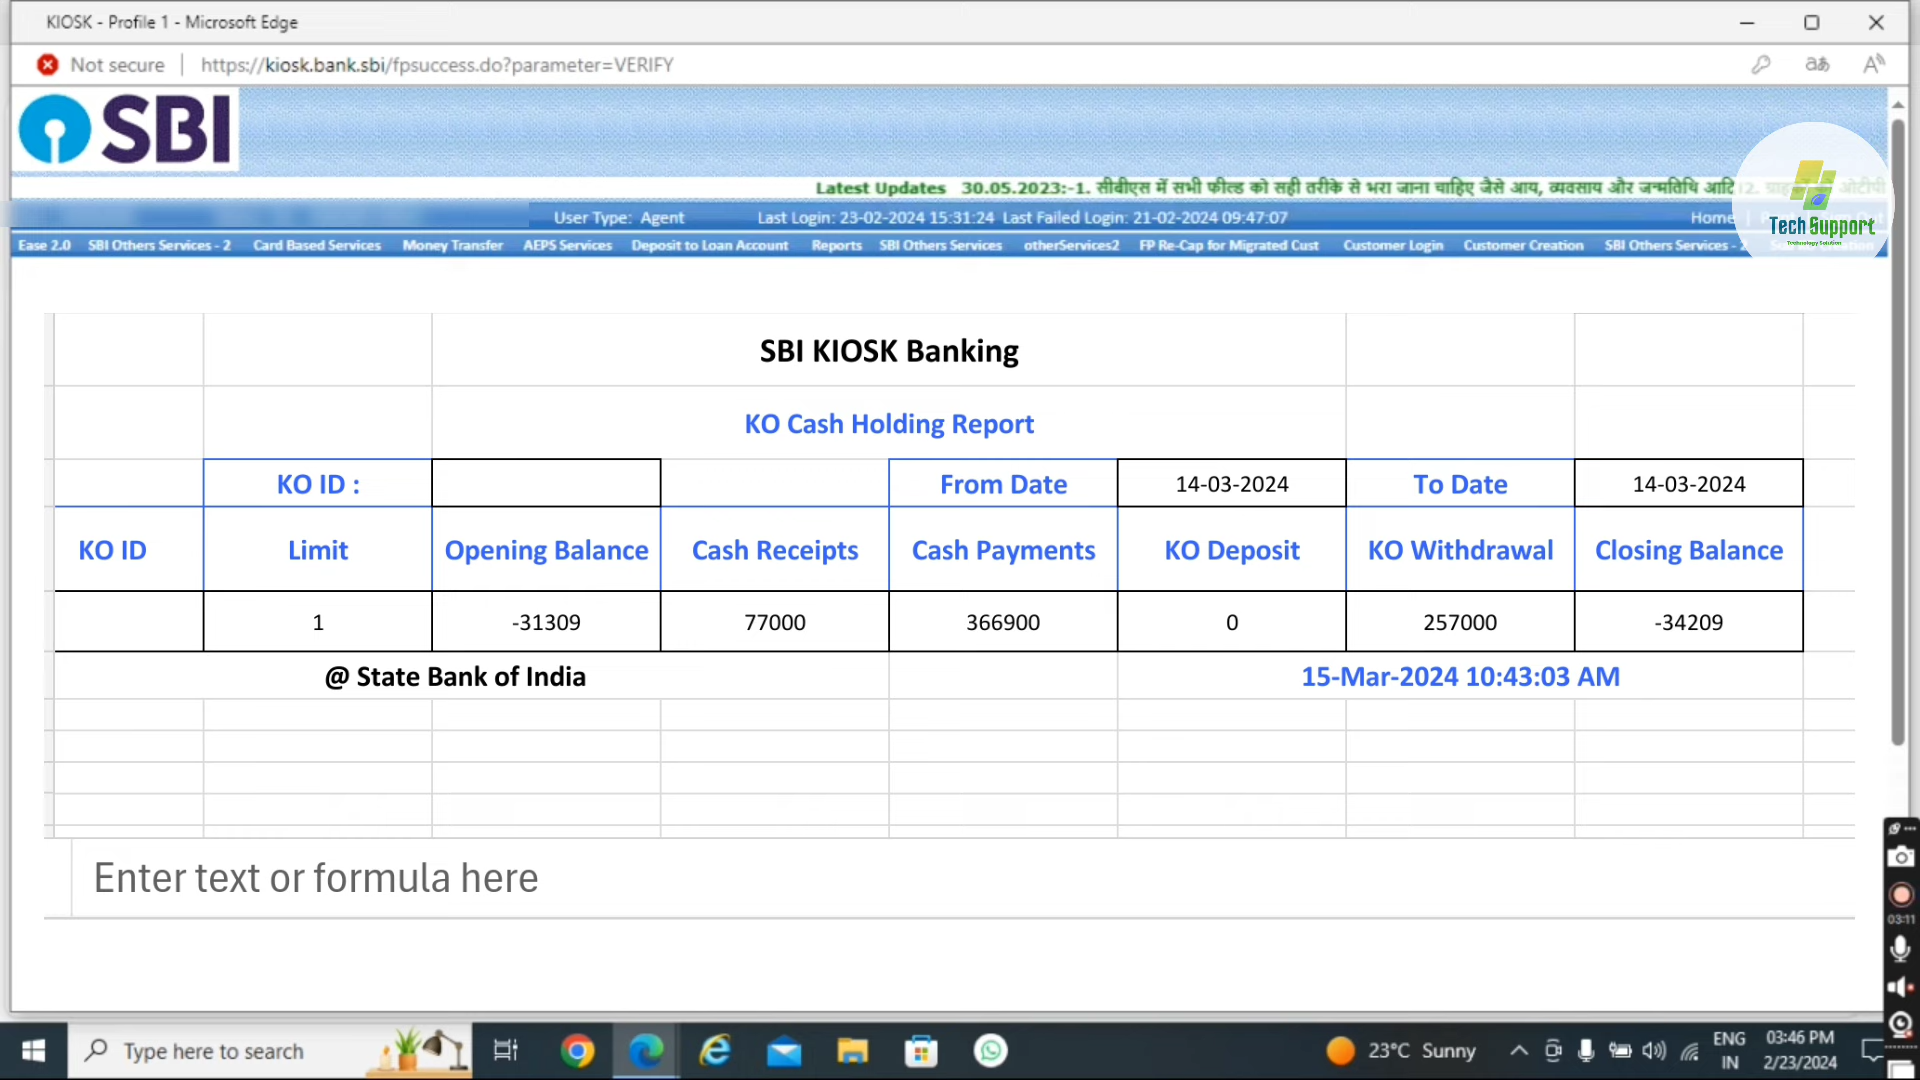 KIOSK - Profile 1 - Microsoft Edge
Not secure | https://kiosk.bank.sbi/fpsuccess.do?parameter=VERIFY
SBI
Latest Updates 30.05.2023:-1. सीबीएस में सभी फील्ड को सही तरीके से भरा जाना चाहिए जैसे आय, व्यवसाय और जन्मतिथि आदि 2.
User Type: Agent Last Login: 23-02-2024 15:31:24 Last Failed Login: 21-02-2024 09:47:07 Home
Tech Support
Technology Solution
Ease 2.0 SBI Others Services - 2 Card Based Services Money Transfer AEPS Services Deposit to Loan Account Reports SBI Others Services otherServices2 FP Re-Cap for Migrated Cust Customer Login Customer Creation SBI Others Services - 2
SBI KIOSK Banking
KO Cash Holding Report
KO ID : From Date 14-03-2024 To Date 14-03-2024
KO ID Limit Opening Balance Cash Receipts Cash Payments KO Deposit KO Withdrawal Closing Balance
1 -31309 77000 366900 0 257000 -34209
@ State Bank of India 15-Mar-2024 10:43:03 AM
Enter text or formula here
03:11
Type here to search
23°C Sunny
ENG
IN
03:46 PM
2/23/2024